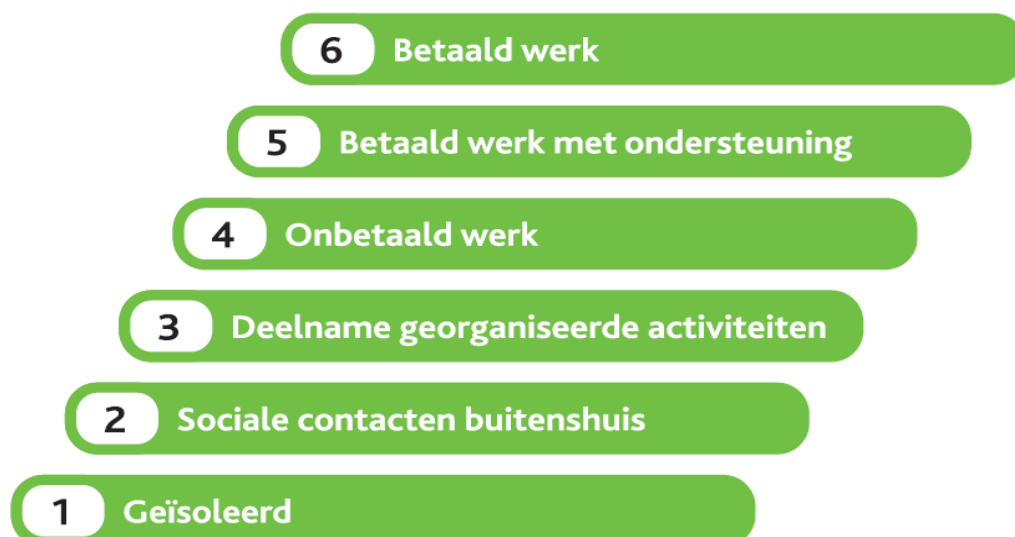 6 Betaald werk
5 Betaald werk met ondersteuning
4 Onbetaald werk
3 Deelname georganiseerde activiteiten
2 Sociale contacten buitenshuis
1 Geïsoleerd